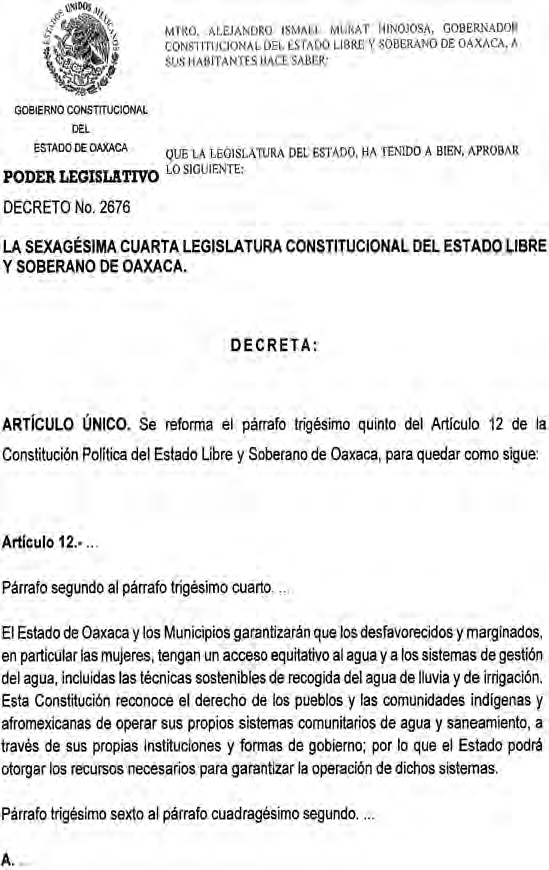 ESTADOS UNIDOS MEXICANOS
MTRO. ALEJANDRO ISMAEL MURAT HINOJOSA, GOBERNADOR
CONSTITUCIONAL DEL ESTADO LIBRE Y SOBERANO DE OAXACA, A
SUS HABITANTES HACE SABER:
GOBIERNO CONSTITUCIONAL
DEL
ESTADO DE OAXACA
QUE LA LEGISLATURA DEL ESTADO, HA TENIDO A BIEN, APROBAR
LO SIGUIENTE:
PODER LEGISLATIVO
DECRETO No. 2676
LA SEXAGÉSIMA CUARTA LEGISLATURA CONSTITUCIONAL DEL ESTADO LIBRE
Y SOBERANO DE OAXACA.
DECRETA:
ARTÍCULO ÚNICO. Se reforma el párrafo trigésimo quinto del Artículo 12 de la
Constitución Política del Estado Libre y Soberano de Oaxaca, para quedar como sigue:
Artículo 12.- ...
Párrafo segundo al párrafo trigésimo cuarto. ...
El Estado de Oaxaca y los Municipios garantizarán que los desfavorecidos y marginados,
en particular las mujeres, tengan un acceso equitativo al agua y a los sistemas de gestión
del agua, incluidas las técnicas sostenibles de recogida del agua de lluvia y de irrigación.
Esta Constitución reconoce el derecho de los pueblos y las comunidades indígenas y
afromexicanas de operar sus propios sistemas comunitarios de agua y saneamiento, a
través de sus propias instituciones y formas de gobierno; por lo que el Estado podrá
otorgar los recursos necesarios para garantizar la operación de dichos sistemas.
Párrafo trigésimo sexto al párrafo cuadragésimo segundo. ...
A. ...